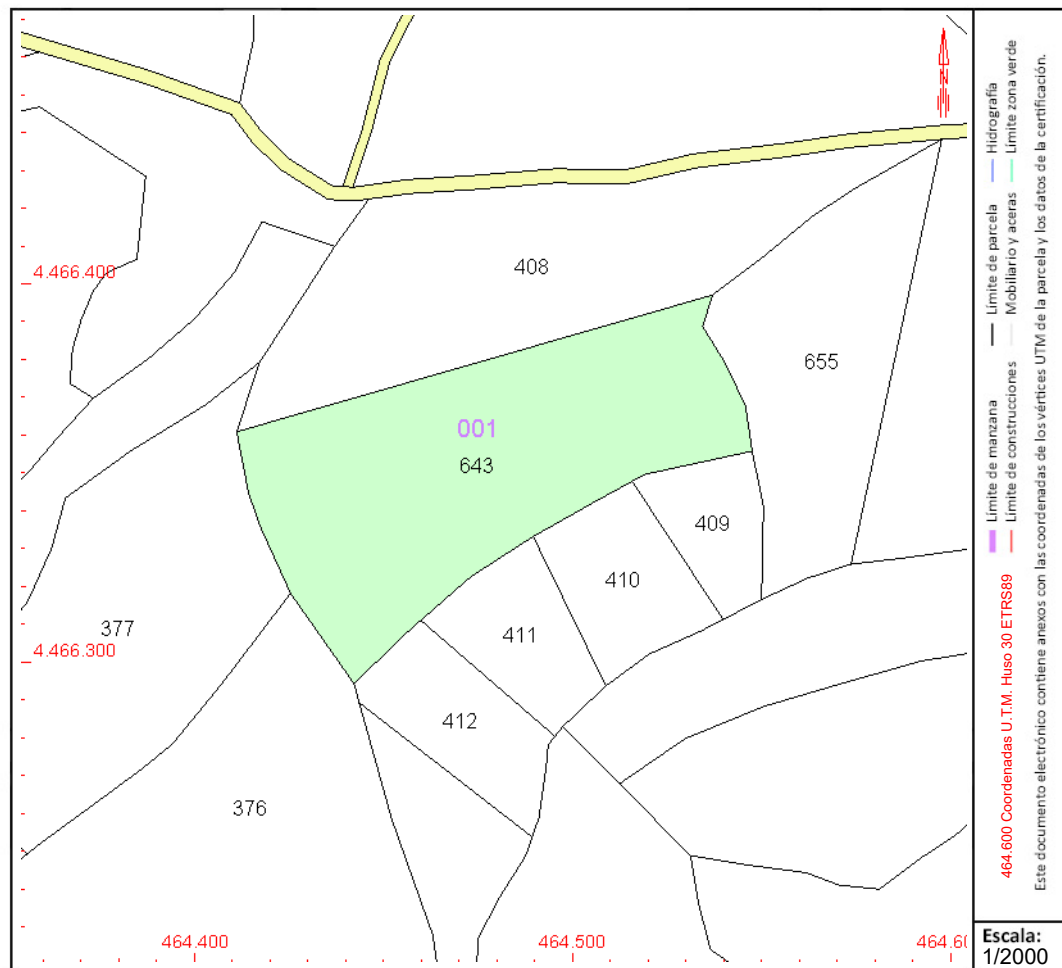 408
4.466.400
655
001
643
409
410
377
411
4.466.300
412
376
464.400
464.500
464.60
N
Límite de manzana
Límite de parcela
Hidrografía
Límite de construcciones
Mobiliario y aceras
Límite zona verde
464.600 Coordenadas U.T.M. Huso 30 ETRS89
Este documento electrónico contiene anexos con las coordenadas de los vértices UTM de la parcela y los datos de la certificación.
Escala:
1/2000